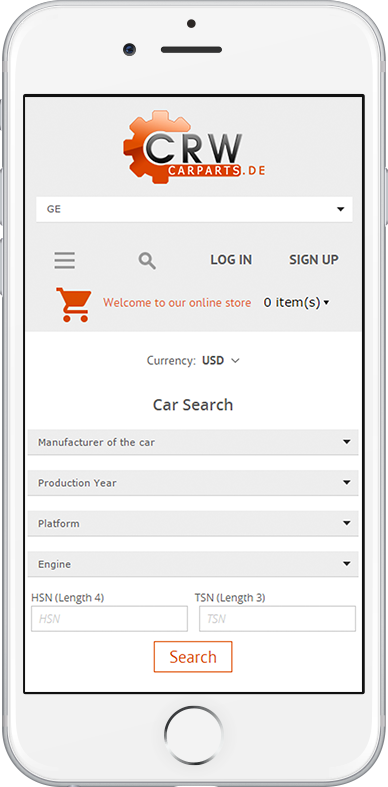 CRW
CARPARTS.DE
GE
LOG IN SIGN UP
Welcome to our online store 0 item(s)
Currency: USD
Car Search
Manufacturer of the car
Production Year
Platform
Engine
HSN (Length 4) TSN (Length 3)
HSN TSN
Search